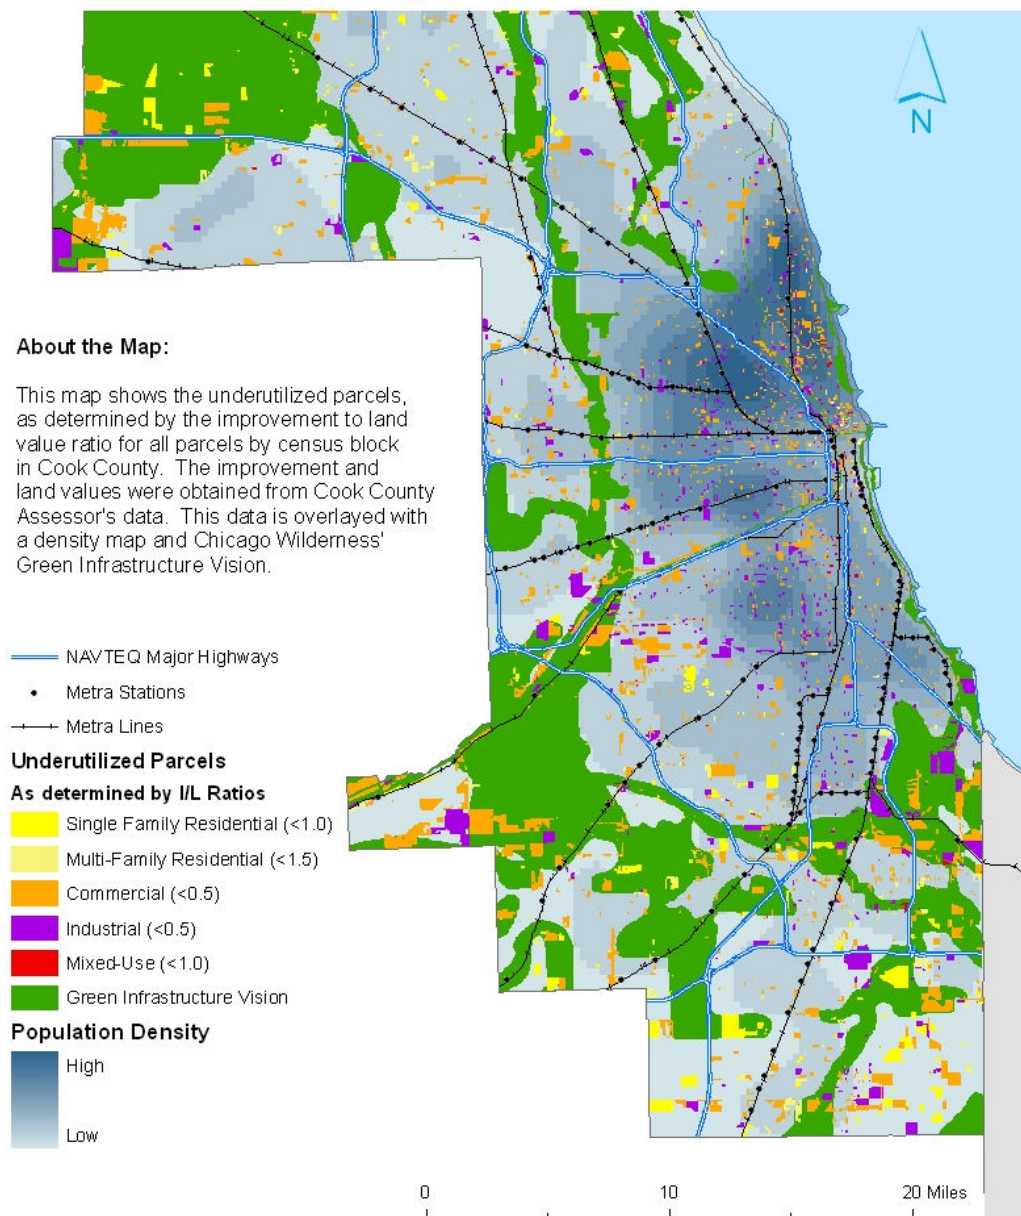 N
About the Map:
This map shows the underutilized parcels,
as determined by the improvement to land
value ratio for all parcels by census block
in Cook County. The improvement and
land values were obtained from Cook County
Assessor's data. This data is overlayed with
a density map and Chicago Wilderness'
Green Infrastructure Vision.
NAVTEQ Major Highways
Metra Stations
Metra Lines
Underutilized Parcels
As determined by I/L Ratios
Single Family Residential (<1.0)
Multi-Family Residential (<1.5)
Commercial (<0.5)
Industrial (<0.5)
Mixed-Use (<1.0)
Green Infrastructure Vision
Population Density
High
Low
0 10 20 Miles